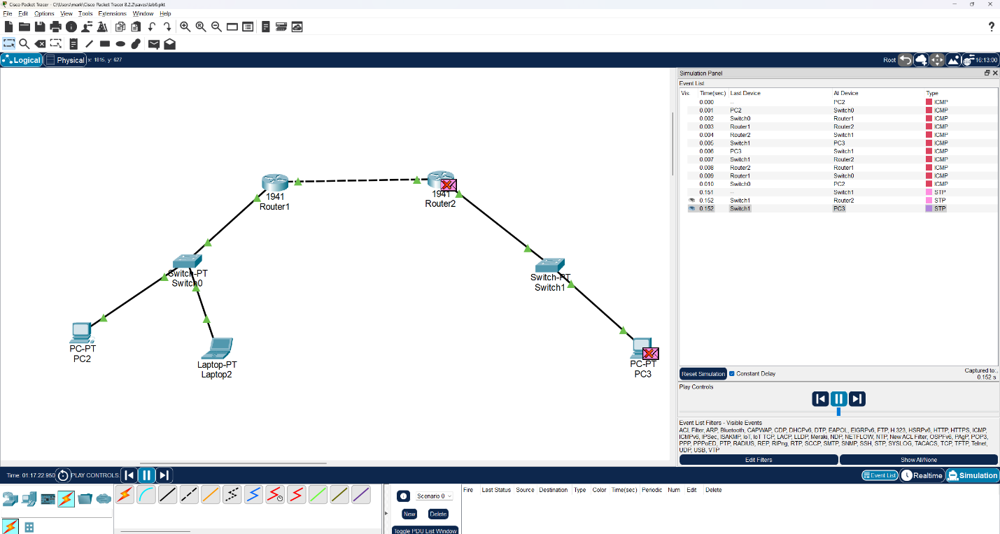 Cisco Packet Tracer - C:\Users\mark\Cisco Packet Tracer 8.2.2\saves\lab6.pkt
File Edit Options View Tools Extensions Window Help
?
Logical Physical x: 1815, y: 627 Root 16:13:00
Simulation Panel
Event List
Vis. Time(sec) Last Device At Device Type
0.000 -- PC2 ICMP
0.001 PC2 Switch0 ICMP
0.002 Switch0 Router1 ICMP
0.003 Router1 Router2 ICMP
0.004 Router2 Switch1 ICMP
0.005 Switch1 PC3 ICMP
0.006 PC3 Switch1 ICMP
0.007 Switch1 Router2 ICMP
0.008 Router2 Router1 ICMP
0.009 Router1 Switch0 ICMP
0.010 Switch0 PC2 ICMP
0.151 -- Switch1 STP
0.152 Switch1 Router2 STP
0.152 Switch1 PC3 STP
1941
Router1
1941
Router2
Switch-PT
Switch0
Switch-PT
Switch1
PC-PT
PC2
Laptop-PT
Laptop2
PC-PT
PC3
Reset Simulation Constant Delay Captured to:,
0.152 s
Play Controls
Event List Filters - Visible Events
ACL Filter, ARP, Bluetooth, CAPWAP, CDP, DHCPv6, DTP, EAPOL, EIGRPv6, FTP, H.323, HSRPv6, HTTP, HTTPS, ICMP,
ICMPv6, IPSec, ISAKMP, IoT, IoT TCP, LACP, LLDP, Meraki, NDP, NETFLOW, NTP, New ACL Filter, OSPFv6, PAgP, POP3,
PPP, PPPoED, PTP, RADIUS, REP, RIPng, RTP, SCCP, SMTP, SNMP, SSH, STP, SYSLOG, TACACS, TCP, TFTP, Telnet,
UDP, USB, VTP
Edit Filters Show All/None
Time: 01:17:22.950 PLAY CONTROLS: Event List Realtime Simulation
Scenario 0
New Delete
Toggle PDU List Window
Fire Last Status Source Destination Type Color Time(sec) Periodic Num Edit Delete